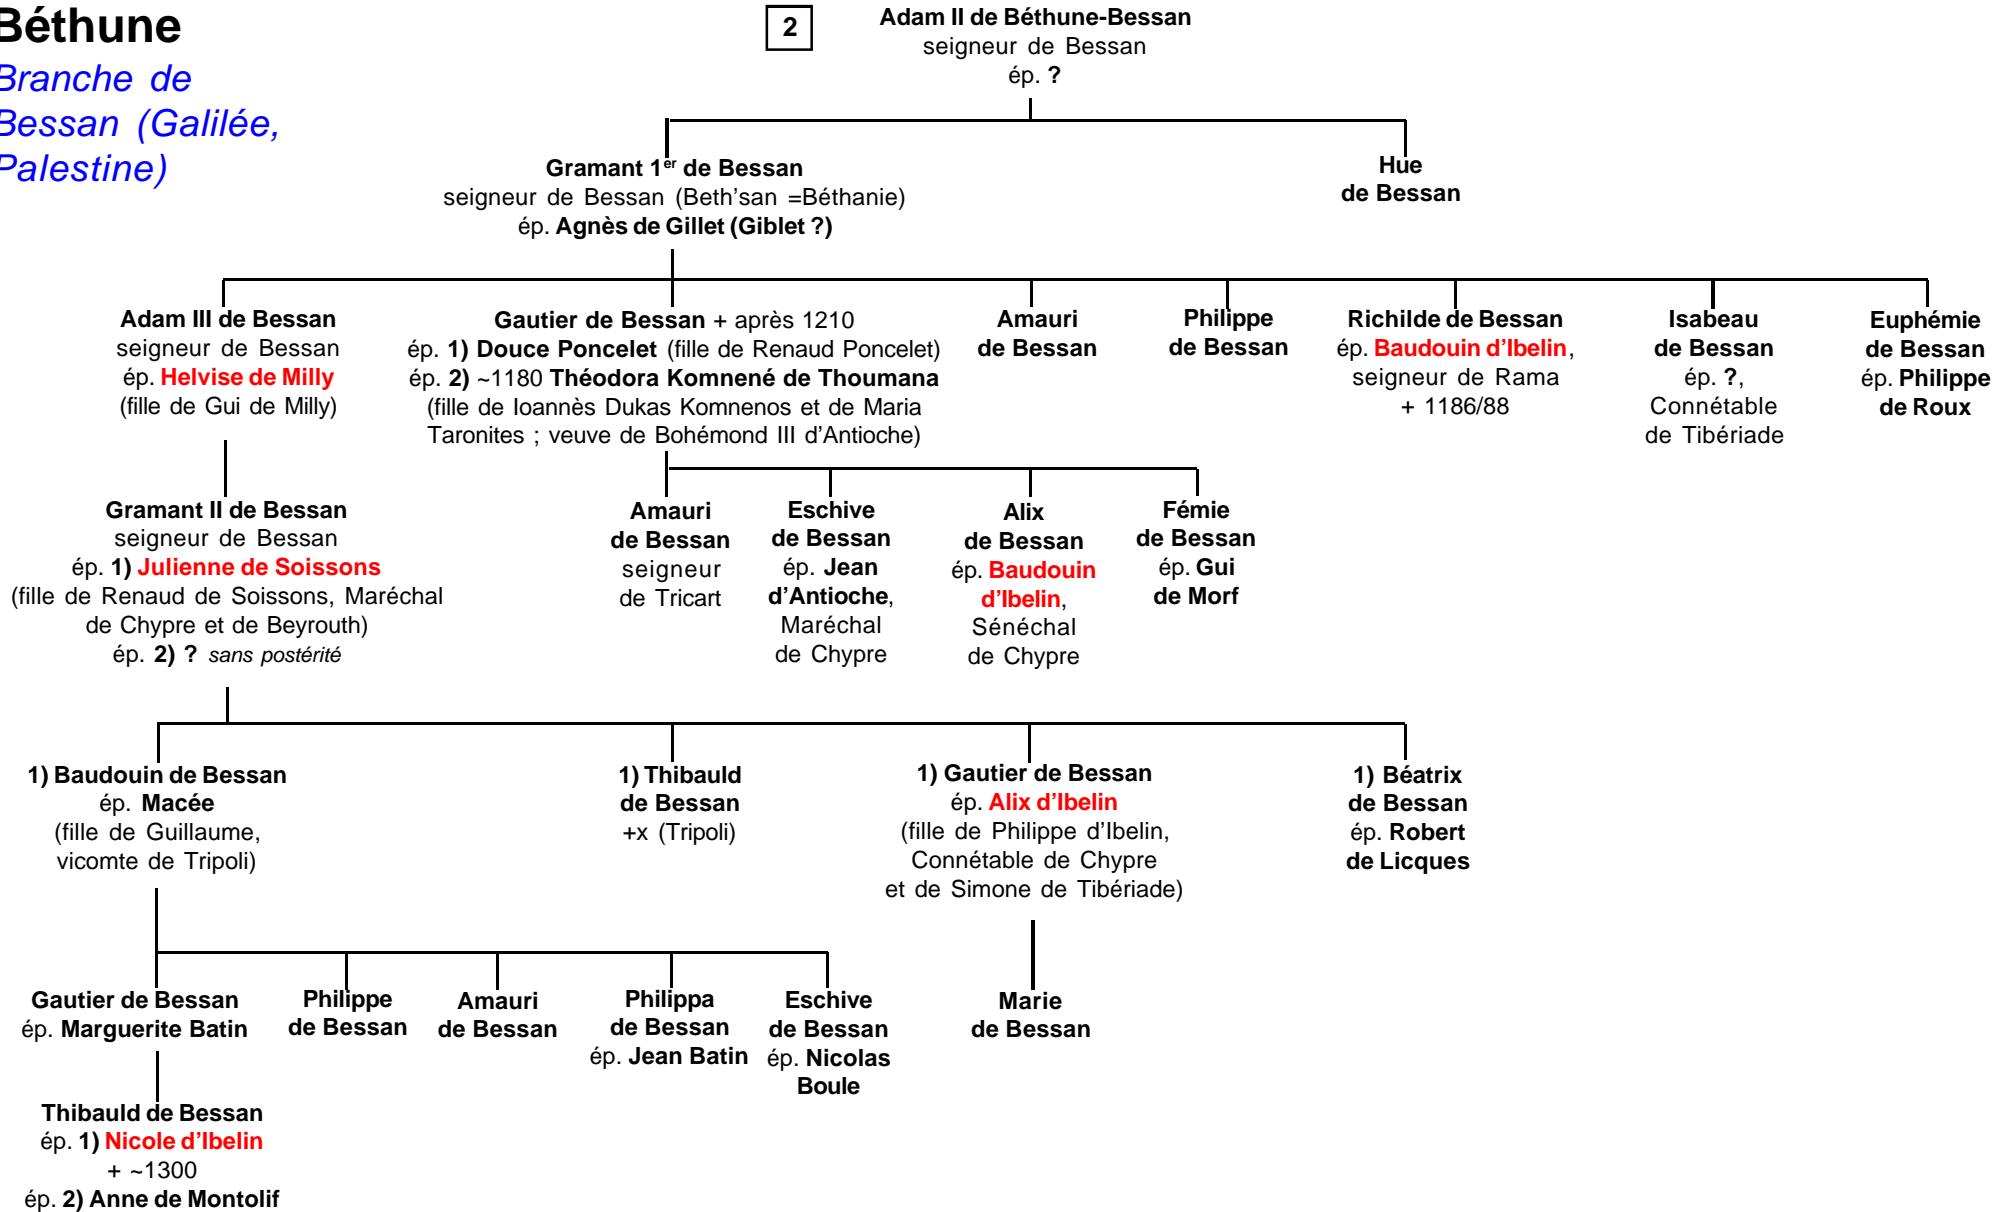 Béthune
Branche de
Bessan (Galilée,
Palestine)
2
Adam II de Béthune-Bessan
seigneur de Bessan
ép. ?
Gramant 1er de Bessan
seigneur de Bessan (Beth'san =Béthanie)
ép. Agnès de Gillet (Giblet ?)
Hue
de Bessan
Adam III de Bessan
seigneur de Bessan
ép. Helvise de Milly
(fille de Gui de Milly)
Gautier de Bessan + après 1210
ép. 1) Douce Poncelet (fille de Renaud Poncelet)
ép. 2) ~1180 Théodora Komnené de Thoumana
(fille de Ioannès Dukas Komnenos et de Maria
Taronites ; veuve de Bohémond III d'Antioche)
Amauri
de Bessan
Philippe
de Bessan
Richilde de Bessan
ép. Baudouin d'Ibelin,
seigneur de Rama
+ 1186/88
Isabeau
de Bessan
ép. ?,
Connétable
de Tibériade
Euphémie
de Bessan
ép. Philippe
de Roux
Gramant II de Bessan
seigneur de Bessan
ép. 1) Julienne de Soissons
(fille de Renaud de Soissons, Maréchal
de Chypre et de Beyrouth)
ép. 2) ? sans postérité
Amauri
de Bessan
seigneur
de Tricart
Eschive
de Bessan
ép. Jean
d'Antioche,
Maréchal
de Chypre
Alix
de Bessan
ép. Baudouin
d'Ibelin,
Sénéchal
de Chypre
Fémie
de Bessan
ép. Gui
de Morf
1) Baudouin de Bessan
ép. Macée
(fille de Guillaume,
vicomte de Tripoli)
1) Thibauld
de Bessan
+x (Tripoli)
1) Gautier de Bessan
ép. Alix d'Ibelin
(fille de Philippe d'Ibelin,
Connétable de Chypre
et de Simone de Tibériade)
1) Béatrix
de Bessan
ép. Robert
de Licques
Gautier de Bessan
ép. Marguerite Batin
Philippe
de Bessan
Amauri
de Bessan
Philippa
de Bessan
ép. Jean Batin
Eschive
de Bessan
ép. Nicolas
Boule
Marie
de Bessan
Thibauld de Bessan
ép. 1) Nicole d'Ibelin
+ ~1300
ép. 2) Anne de Montolif